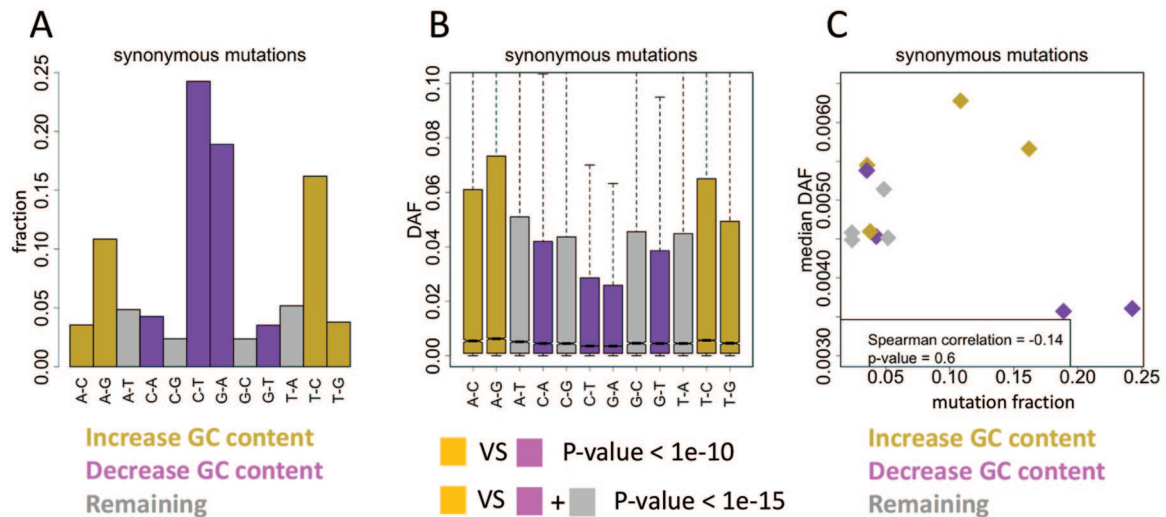 A
synonymous mutations
fraction
0.25
0.20
0.15
0.10
0.05
0.00
A-C
A-G
A-T
C-A
C-G
C-T
G-A
G-C
G-T
T-A
T-C
T-G
Increase GC content
Decrease GC content
Remaining
B
synonymous mutations
DAF
0.10
0.08
0.06
0.04
0.02
0.00
A-C
A-G
A-T
C-A
C-G
C-T
G-A
G-C
G-T
T-A
T-C
T-G
VS P-value < 1e-10
VS + P-value < 1e-15
C
synonymous mutations
median DAF
0.0060
0.0050
0.0040
0.0030
Spearman correlation = -0.14
p-value = 0.6
0.05 0.10 0.15 0.20 0.25
mutation fraction
Increase GC content
Decrease GC content
Remaining